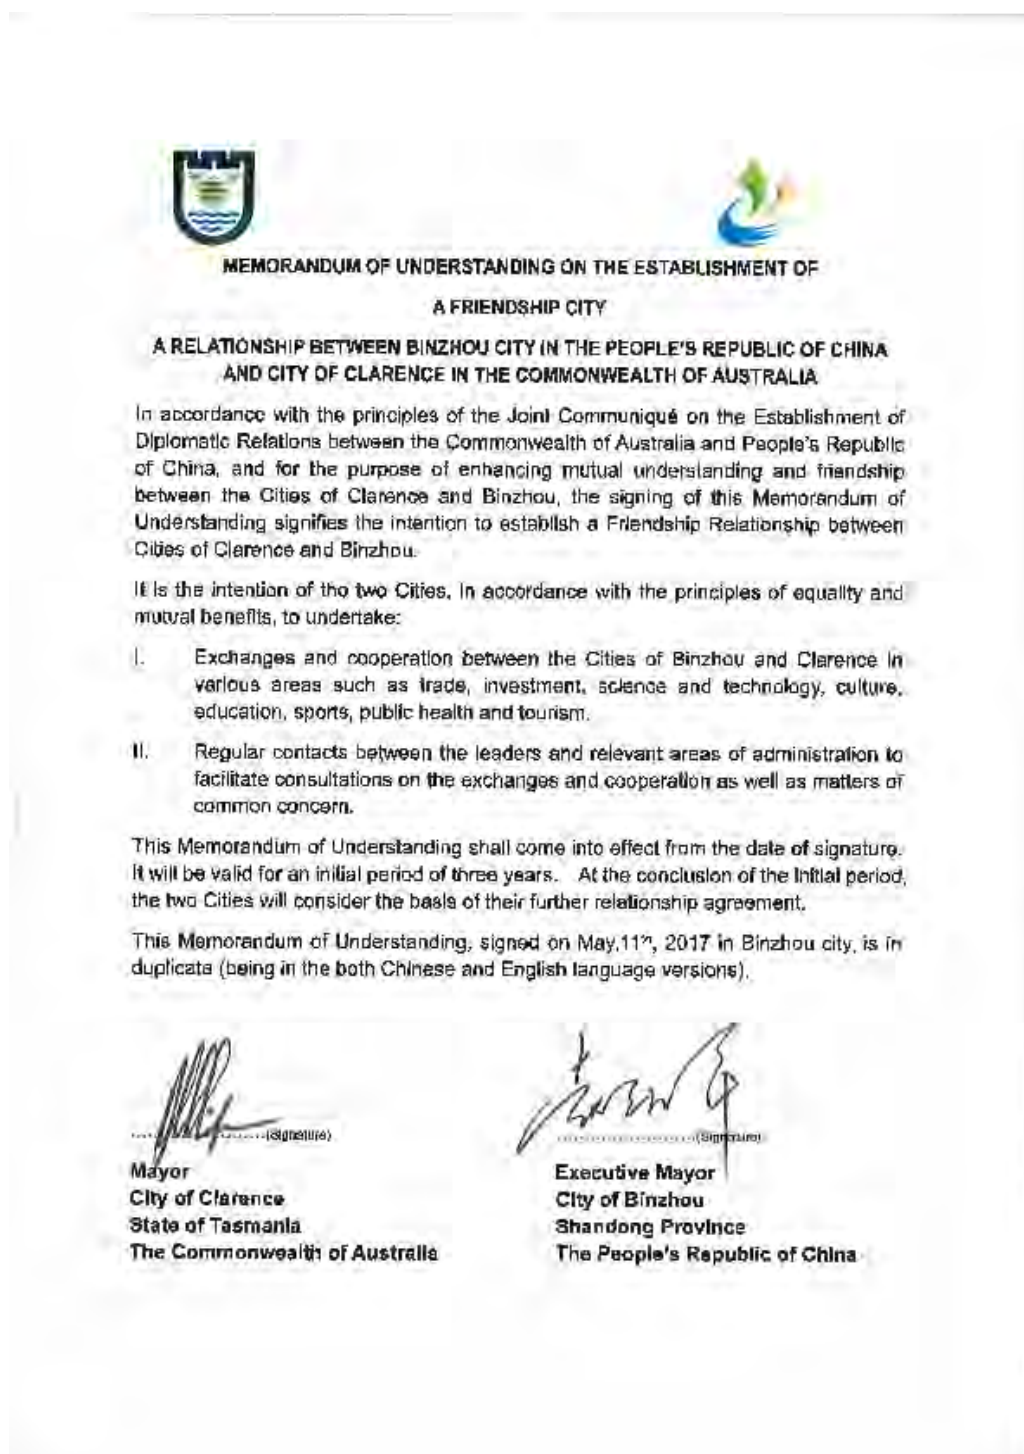 MEMORANDUM OF UNDERSTANDING ON THE ESTABLISHMENT OF
A FRIENDSHIP CITY
A RELATIONSHIP BETWEEN BINZHOU CITY IN THE PEOPLE'S REPUBLIC OF CHINA
AND CITY OF CLARENCE IN THE COMMONWEALTH OF AUSTRALIA
In accordance with the principles of the Joint Communiqué on the Establishment of
Diplomatic Relations between the Commonwealth of Australia and People's Republic
of China, and for the purpose of enhancing mutual understanding and friendship
between the Cities of Clarence and Binzhou, the signing of this Memorandum of
Understanding signifies the intention to establish a Friendship Relationship between
Cities of Clarence and Binzhou.
It is the intention of the two Cities, in accordance with the principles of equality and
mutual benefits, to undertake:
I. Exchanges and cooperation between the Cities of Binzhou and Clarence in
various areas such as trade, investment, science and technology, culture,
education, sports, public health and tourism.
II. Regular contacts between the leaders and relevant areas of administration to
facilitate consultations on the exchanges and cooperation as well as matters of
common concern.
This Memorandum of Understanding shall come into effect from the date of signature.
It will be valid for an initial period of three years. At the conclusion of the initial period,
the two Cities will consider the basis of their further relationship agreement.
This Memorandum of Understanding, signed on May,11th, 2017 in Binzhou city, is in
duplicate (being in the both Chinese and English language versions).
(Signature) (Signature)
Mayor
City of Clarence
State of Tasmania
The Commonwealth of Australia
Executive Mayor
City of Binzhou
Shandong Province
The People's Republic of China